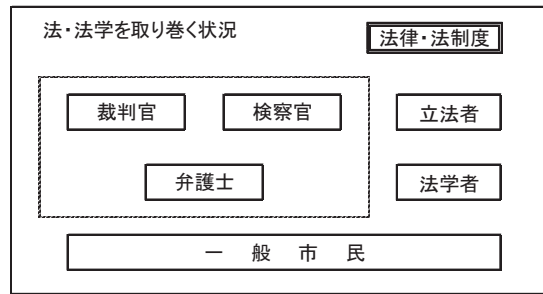 法・法学を取り巻く状況
法律・法制度
裁判官
検察官
立法者
弁護士
法学者
一般市民